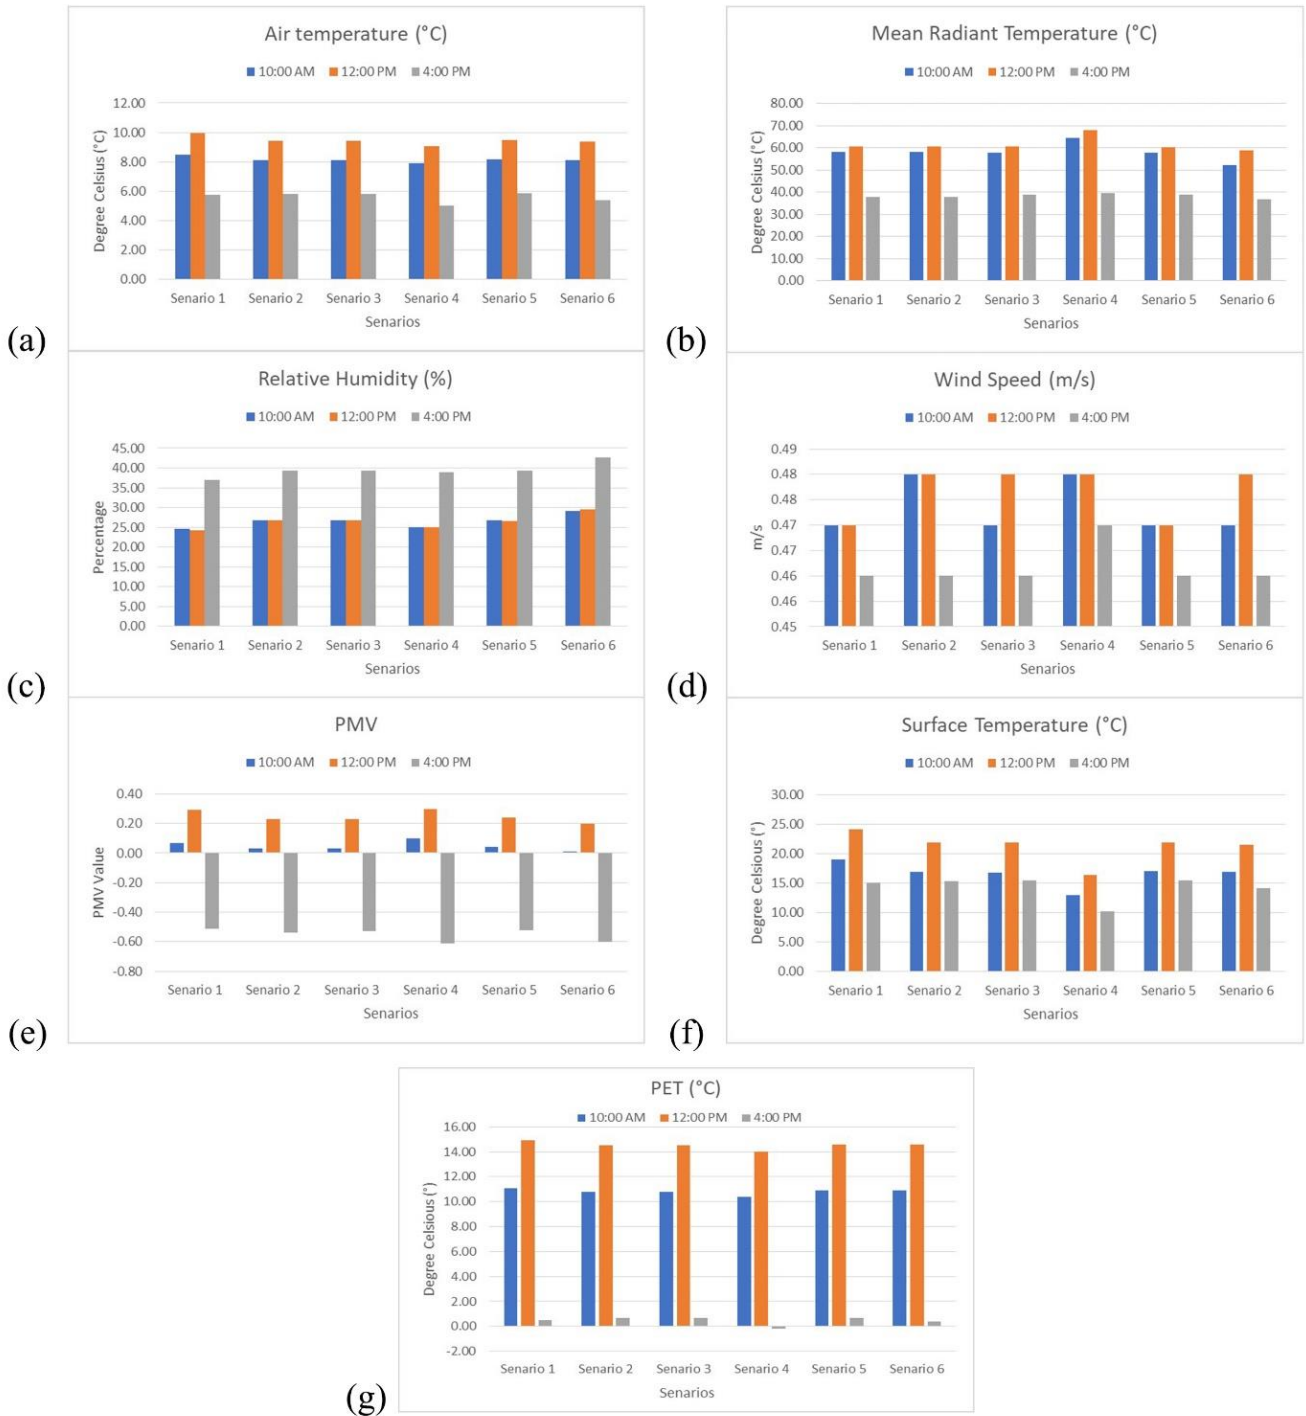 Air temperature (°C)
10:00 AM 12:00 PM 4:00 PM
12.00
10.00
8.00
6.00
4.00
2.00
0.00
Degree Celsius (°C)
Senario 1 Senario 2 Senario 3 Senario 4 Senario 5 Senario 6
Senarios
(a)
Mean Radiant Temperature (°C)
10:00 AM 12:00 PM 4:00 PM
80.00
70.00
60.00
50.00
40.00
30.00
20.00
10.00
0.00
Degree Celsius (°C)
Senario 1 Senario 2 Senario 3 Senario 4 Senario 5 Senario 6
Senarios
(b)
Relative Humidity (%)
10:00 AM 12:00 PM 4:00 PM
45.00
40.00
35.00
30.00
25.00
20.00
15.00
10.00
5.00
0.00
Percentage
Senario 1 Senario 2 Senario 3 Senario 4 Senario 5 Senario 6
Senarios
(c)
Wind Speed (m/s)
10:00 AM 12:00 PM 4:00 PM
0.49
0.48
0.48
0.47
0.47
0.46
0.46
0.45
m/s
Senario 1 Senario 2 Senario 3 Senario 4 Senario 5 Senario 6
Senarios
(d)
PMV
10:00 AM 12:00 PM 4:00 PM
0.40
0.20
0.00
-0.20
-0.40
-0.60
-0.80
PMV Value
Senario 1 Senario 2 Senario 3 Senario 4 Senario 5 Senario 6
Senarios
(e)
Surface Temperature (°C)
10:00 AM 12:00 PM 4:00 PM
30.00
25.00
20.00
15.00
10.00
5.00
0.00
Degree Celsious (°)
Senario 1 Senario 2 Senario 3 Senario 4 Senario 5 Senario 6
Senarios
(f)
PET (°C)
10:00 AM 12:00 PM 4:00 PM
16.00
14.00
12.00
10.00
8.00
6.00
4.00
2.00
0.00
-2.00
Degree Celsious (°)
Senario 1 Senario 2 Senario 3 Senario 4 Senario 5 Senario 6
Senarios
(g)